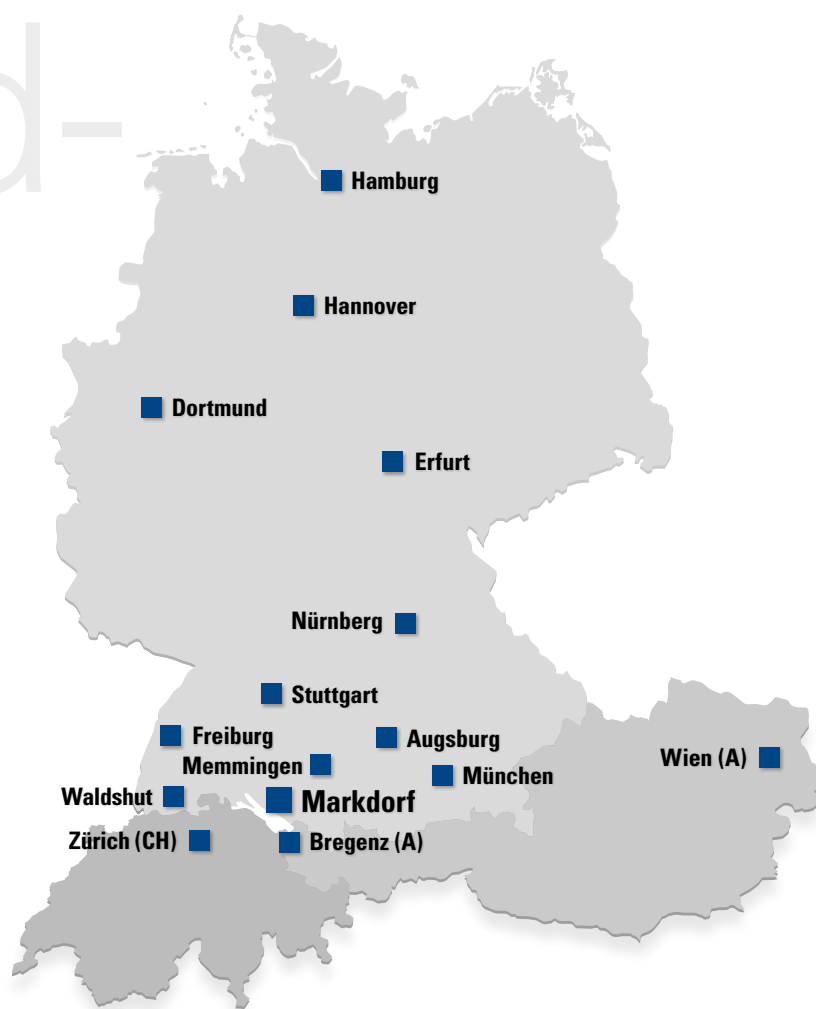 d-
Hamburg
Hannover
Dortmund
Erfurt
Nürnberg
Stuttgart
Freiburg
Augsburg
Memmingen
Wien (A)
München
Waldshut
Markdorf
Zürich (CH)
Bregenz (A)